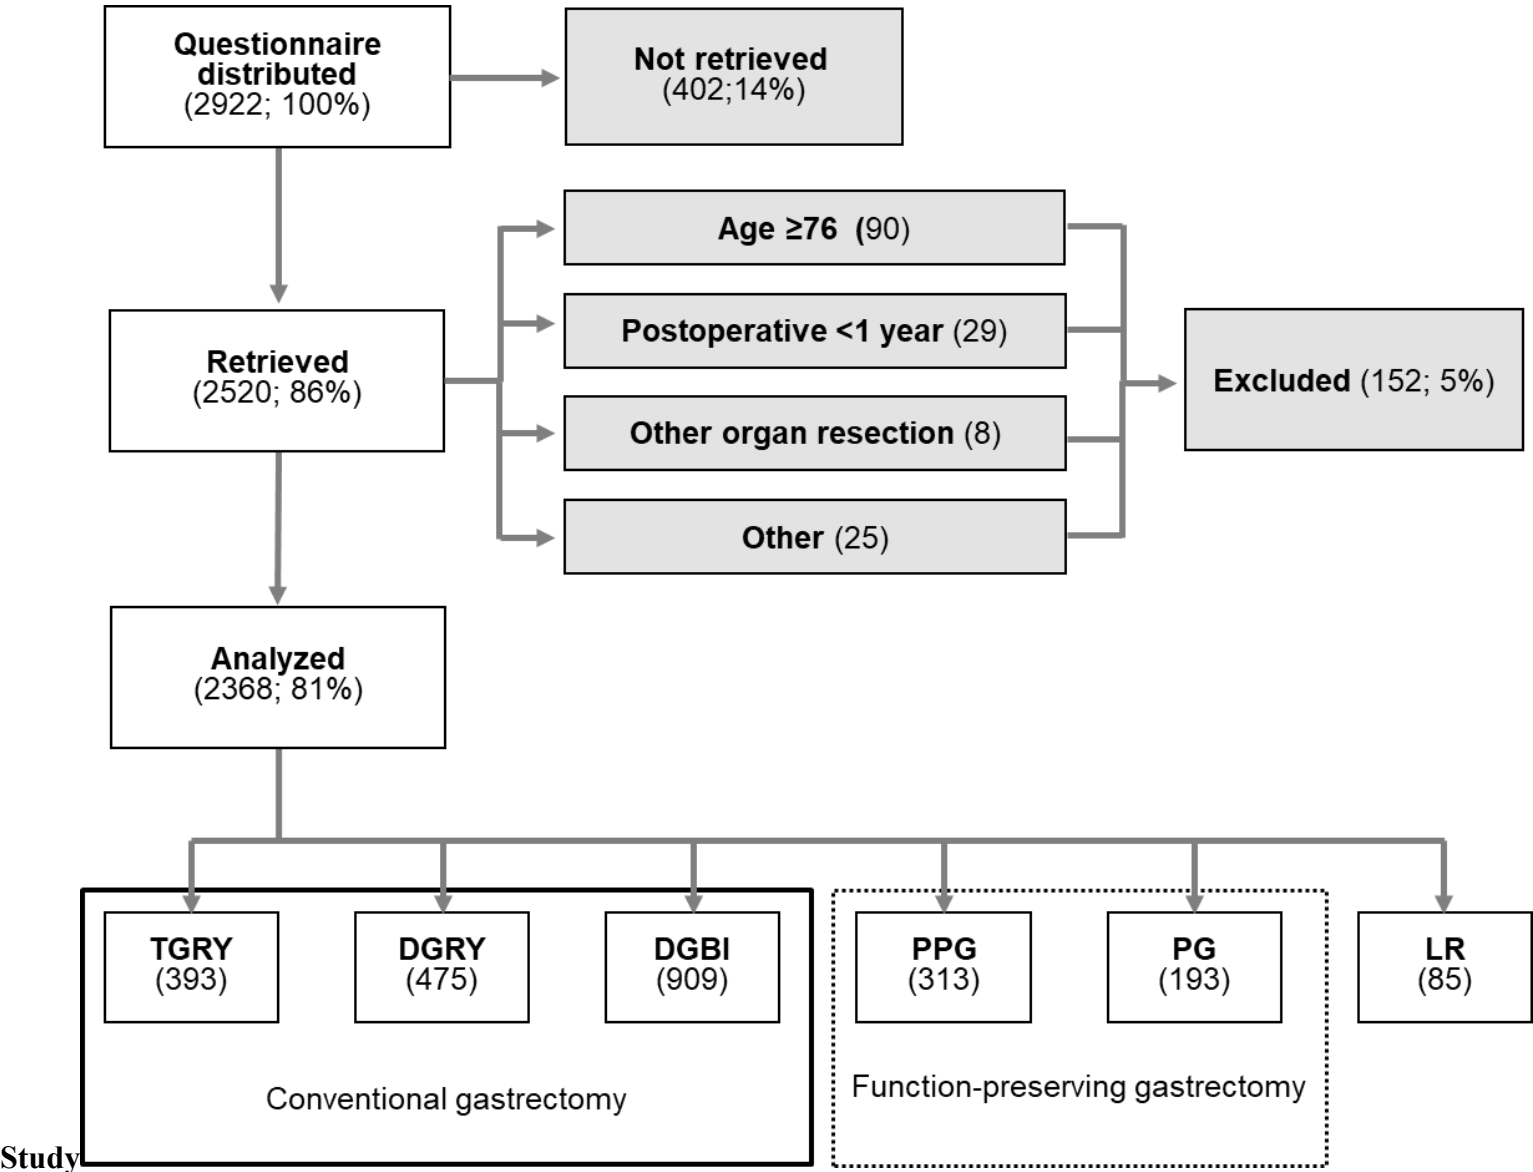 Questionnaire
distributed
(2922; 100%)
Not retrieved
(402;14%)
Age ≥76 (90)
Postoperative <1 year (29)
Retrieved
(2520; 86%)
Excluded (152; 5%)
Other organ resection (8)
Other (25)
Analyzed
(2368; 81%)
TGRY
(393)
DGRY
(475)
DGBI
(909)
PPG
(313)
PG
(193)
LR
(85)
Conventional gastrectomy
Function-preserving gastrectomy
Study